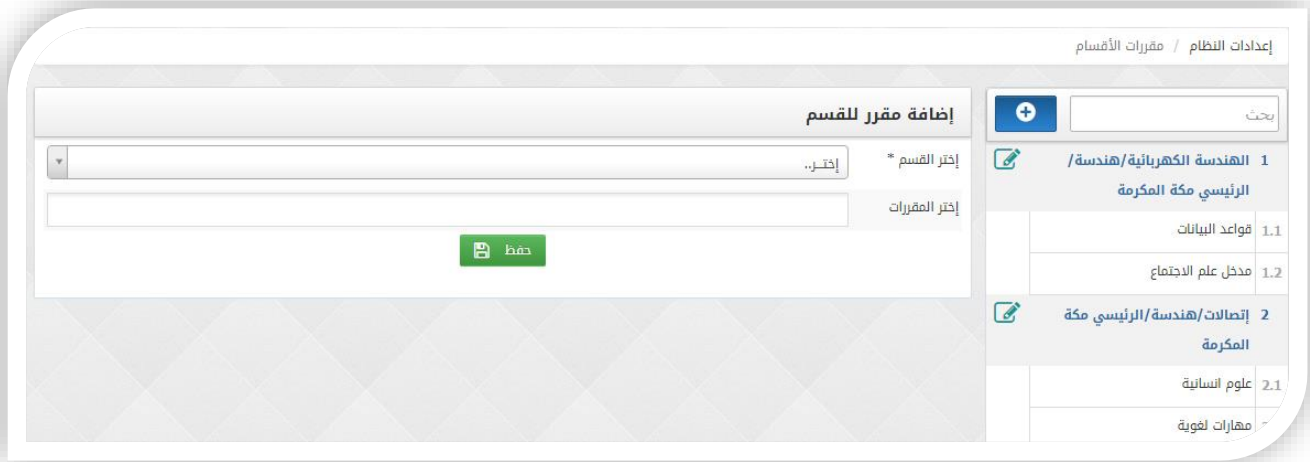 إعدادات النظام / مقررات الأقسام
بحث
1 الهندسة الكهربائية/هندسة/
الرئيسي مكة المكرمة
1.1 قواعد البيانات
1.2 مدخل علم الاجتماع
2 إتصالات/هندسة/الرئيسي مكة
المكرمة
2.1 علوم انسانية
مهارات لغوية
إضافة مقرر للقسم
إختر القسم *
إختـر..
إختر المقررات
حفظ